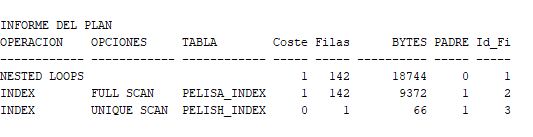 INFORME DEL PLAN
OPERACION    OPCIONES     TABLA         Coste Filas      BYTES PADRE Id_Fi
------------ ------------ ------------- ----- ----- ---------- ----- -----
NESTED LOOPS                                1   142      18744     0     1
INDEX        FULL SCAN    PELISA_INDEX      1   142       9372     1     2
INDEX        UNIQUE SCAN  PELISH_INDEX      0     1         66     1     3